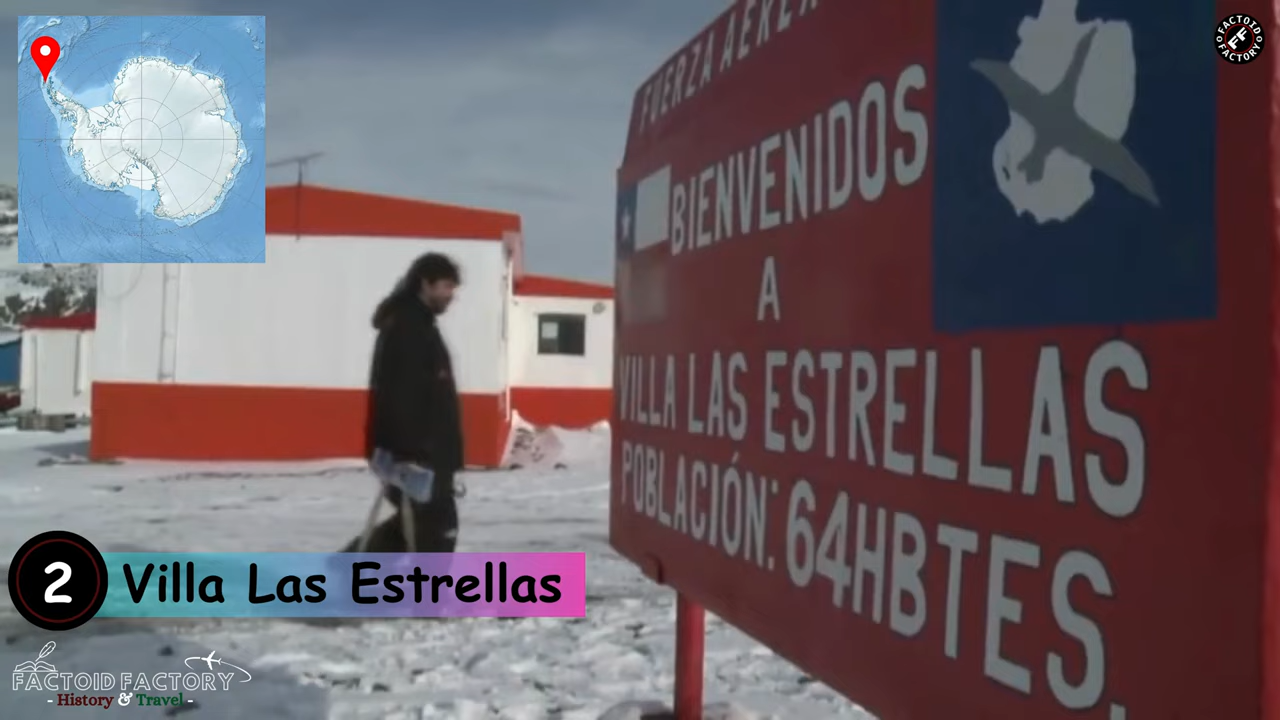 FACTOID
FACTORY
FF
FUERZA AÉREA
BIENVENIDOS
A
VILLA LAS ESTRELLAS
POBLACIÓN: 64HBTES.
2 Villa Las Estrellas
FACTOID FACTORY
- History & Travel -